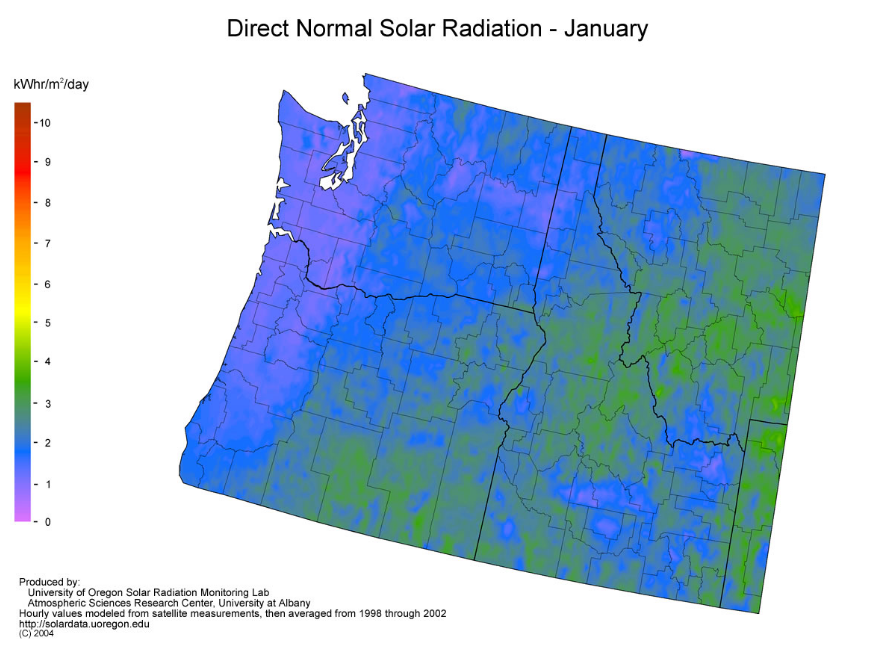 Direct Normal Solar Radiation - January
kWhr/m²/day
10
9
8
7
6
5
4
3
2
1
0
Produced by:
University of Oregon Solar Radiation Monitoring Lab
Atmospheric Sciences Research Center, University at Albany
Hourly values modeled from satellite measurements, then averaged from 1998 through 2002
http://solardata.uoregon.edu
(C) 2004